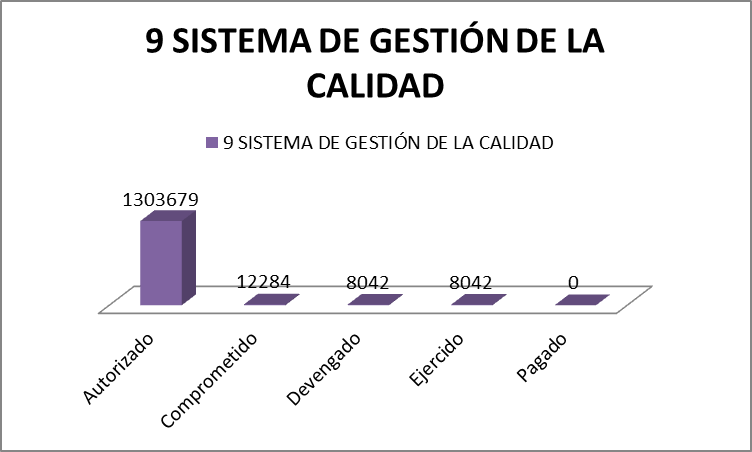 9 SISTEMA DE GESTIÓN DE LA
CALIDAD
9 SISTEMA DE GESTIÓN DE LA CALIDAD
1303679
12284
8042
8042
0
Autorizado
Comprometido
Devengado
Ejercido
Pagado